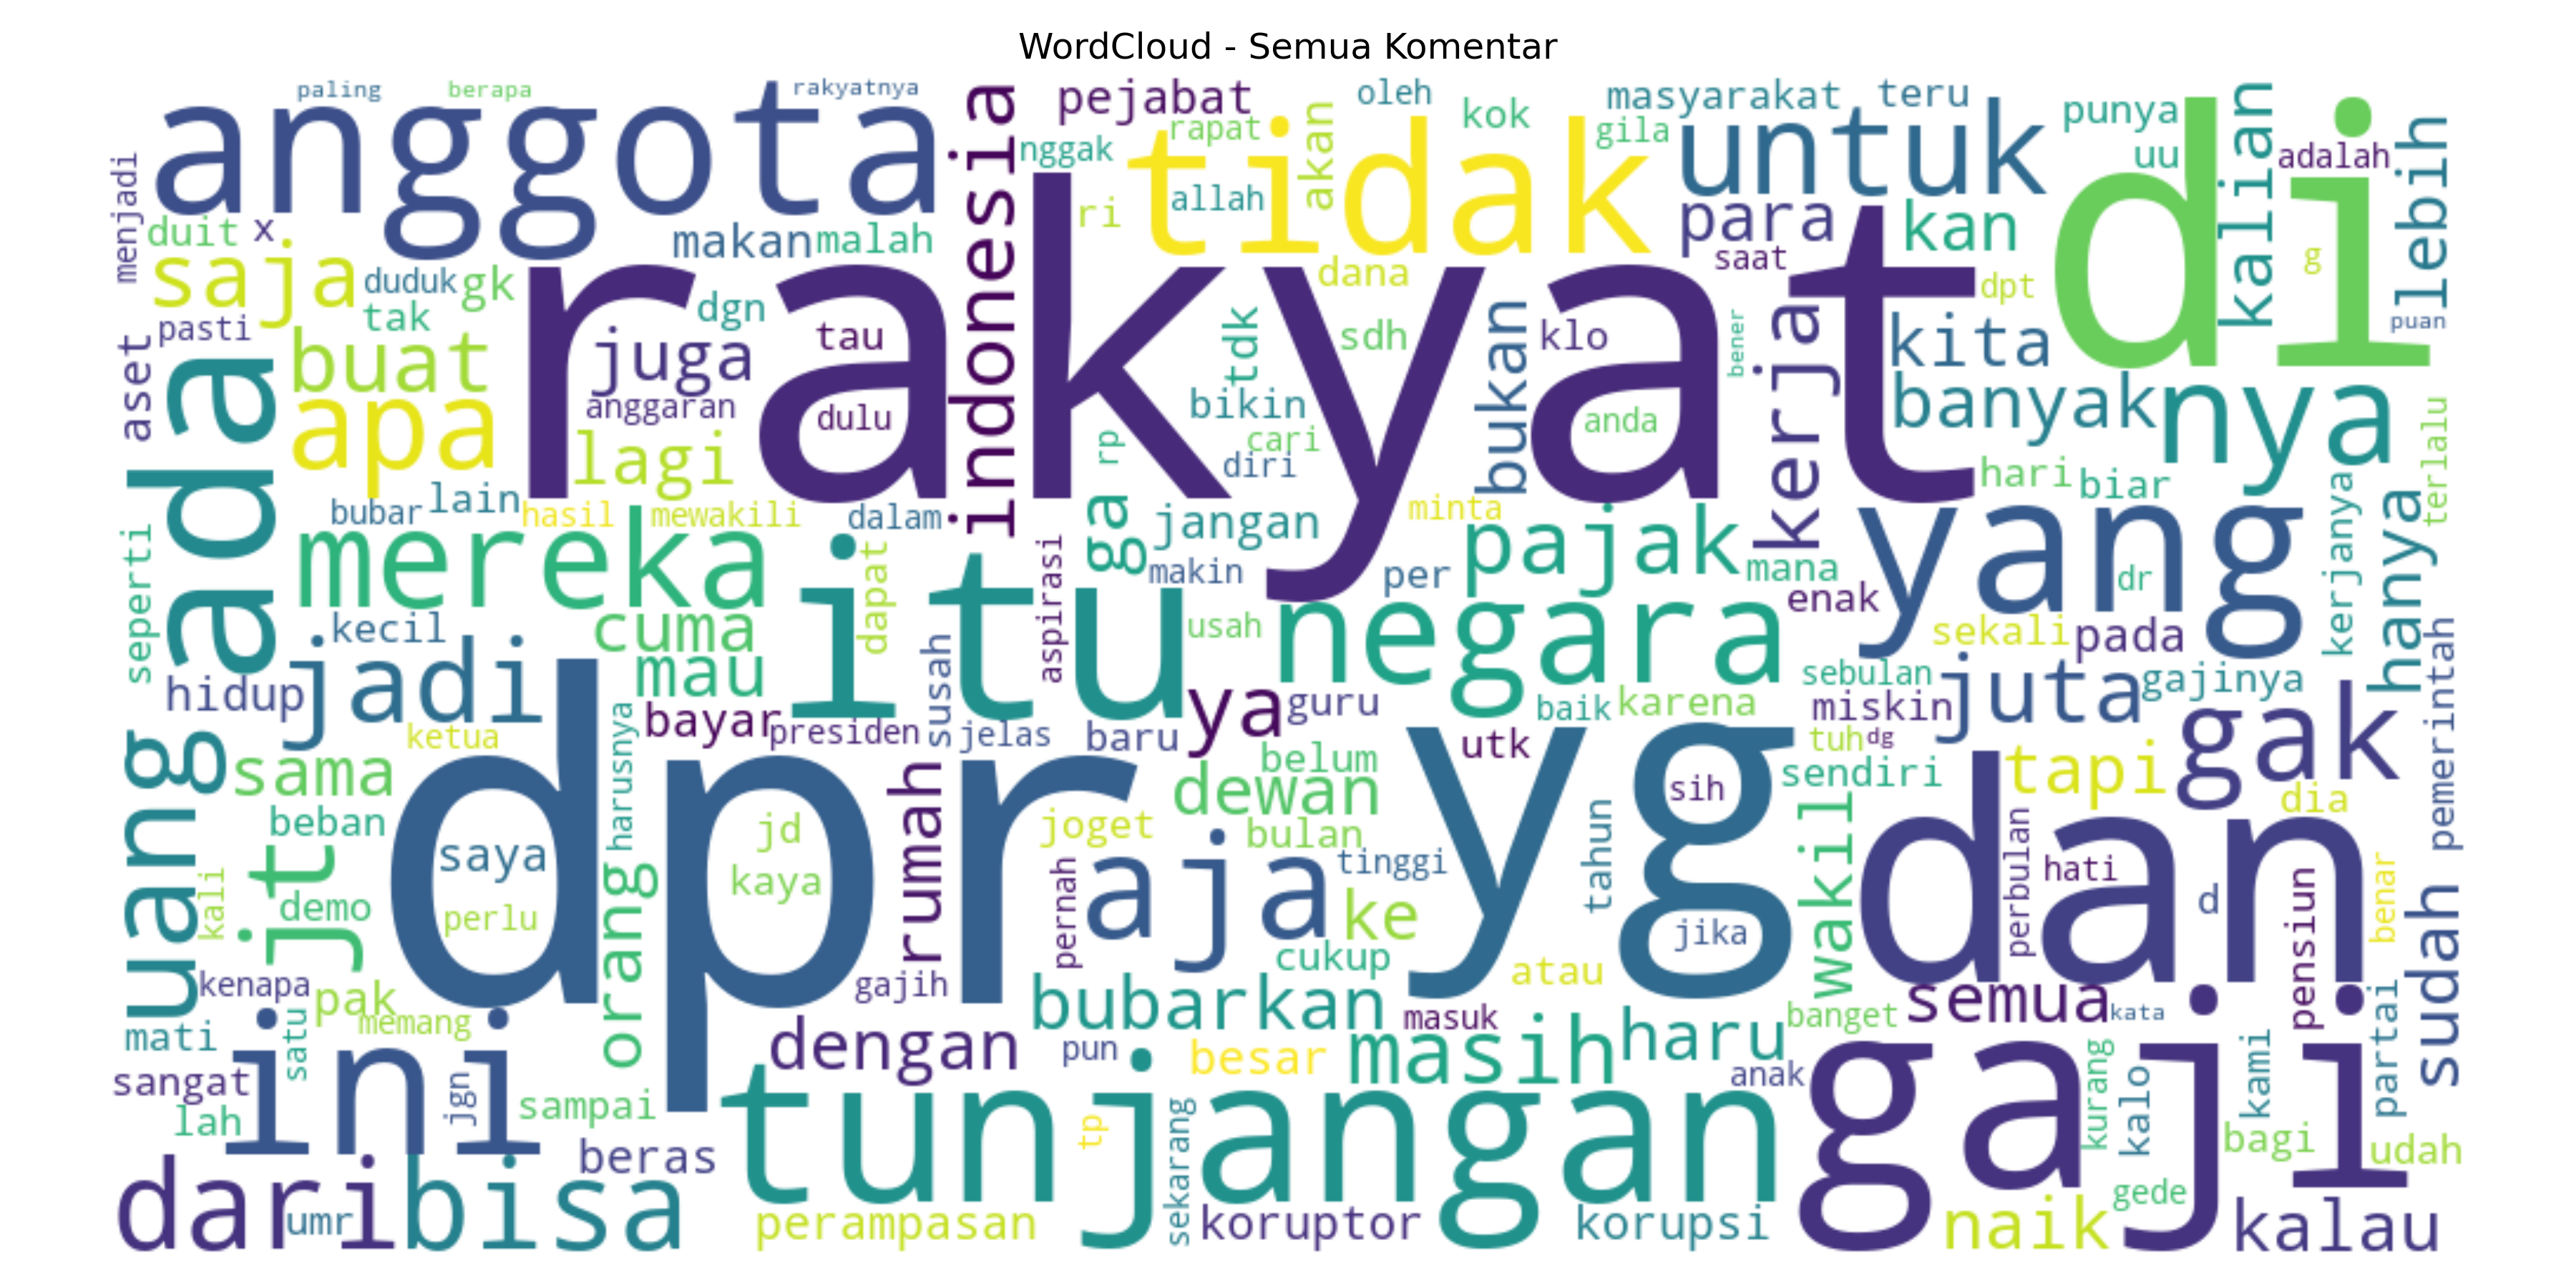 WordCloud - Semua Komentar
paling
berapa
rakyatnya
anggota
indonesia
pejabat
oleh
kok
masyarakat
teru
punya
di
kalian
lebih
rapat
akan
gila
untuk
uu
adalah
nggak
tidak
menjadi
allah
ri
para
kan
duit
x
makan
malah
saja
duduk
gk
rakyat
dana
saat
dpt
g
puan
pasti
tak
dgn
tau
juga
tdk
sdh
bukan
klo
bener
kerja
kita
aset
ada
buat
apa
anggaran
dulu
bikin
cari
anda
banyak
nya
terlalu
lagi
rp
diri
hari
biar
kerjanya
hanya
bubar
lain
hasil
mewakili
dalam
ga
jangan
minta
pajak
yang
seperti
mereka
itu
dapat
aspirasi
makin
per
mana
dr
enak
kecil
cuma
susah
usah
negara
sekali
pada
pemerintah
hidup
jadi
mau
sebulan
juta
gajinya
uang
ketua
harusnya
bayar
presiden
jelas
baru
ya
guru
baik
karena
miskin
gak
sama
dpr
rumah
belum
utk
yg
tuh
dg
sendiri
tapi
dewan
sih
dia
beban
jt
saya
jd
joget
bulan
tahun
wakil
dan
kali
demo
perlu
orang
kaya
pernah
aja
tinggi
ke
jika
perbulan
hati
d
pensiun
benar
sudah
kenapa
pak
gajih
cukup
atau
bubarkan
semua
kata
partai
mati
satu
memang
dengan
pun
masuk
banget
besar
masih
haru
sangat
ini
jgn
anak
gaji
kurang
kalo
kami
lah
sampai
tunjangan
tp
sekarang
bagi
udah
beras
dari
umr
bisa
perampasan
koruptor
korupsi
naik
gede
kalau